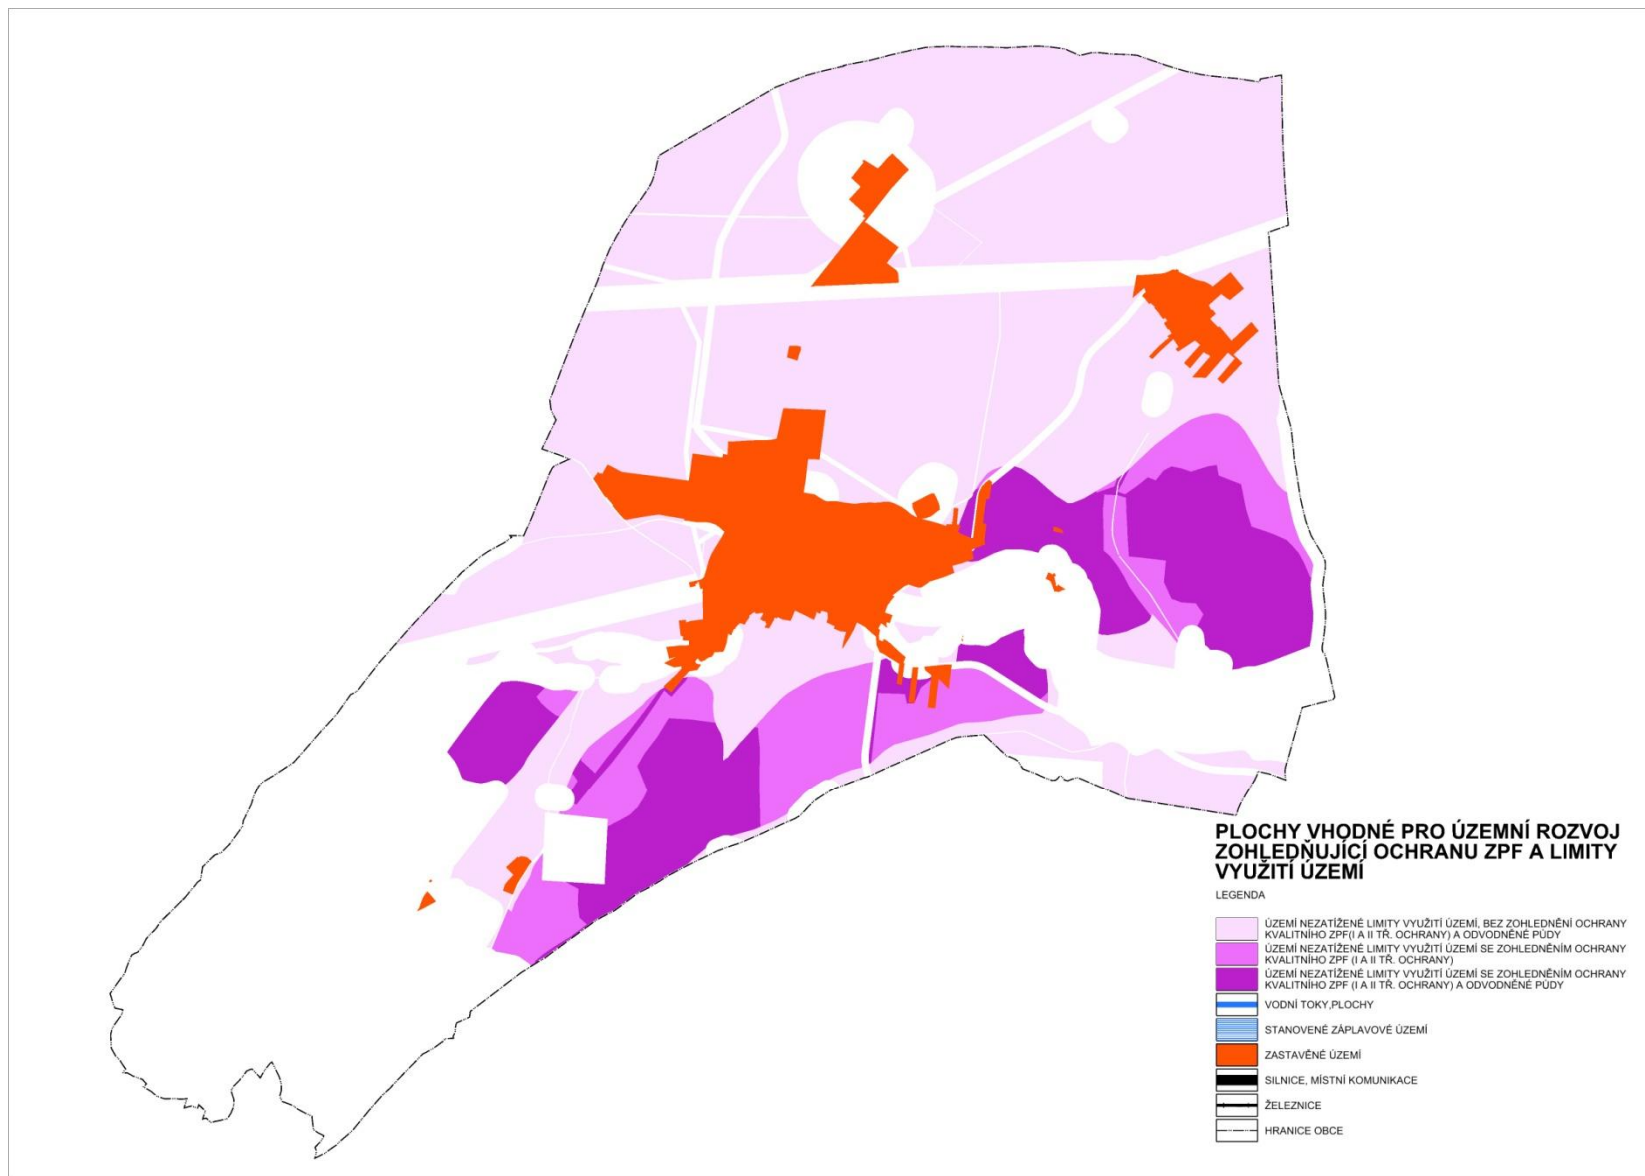 PLOCHY VHODNÉ PRO ÚZEMNÍ ROZVOJ
ZOHLEDŇUJÍCÍ OCHRANU ZPF A LIMITY
VYUŽITÍ ÚZEMÍ
LEGENDA
ÚZEMÍ NEZATÍŽENÉ LIMITY VYUŽITÍ ÚZEMÍ, BEZ ZOHLEDNĚNÍ OCHRANY
KVALITNÍHO ZPF(I A II TŘ. OCHRANY) A ODVODNĚNÉ PŮDY
ÚZEMÍ NEZATÍŽENÉ LIMITY VYUŽITÍ ÚZEMÍ SE ZOHLEDNĚNÍM OCHRANY
KVALITNÍHO ZPF (I A II TŘ. OCHRANY)
ÚZEMÍ NEZATÍŽENÉ LIMITY VYUŽITÍ ÚZEMÍ SE ZOHLEDNĚNÍM OCHRANY
KVALITNÍHO ZPF (I A II TŘ. OCHRANY) A ODVODNĚNÉ PŮDY
VODNÍ TOKY,PLOCHY
STANOVENÉ ZÁPLAVOVÉ ÚZEMÍ
ZASTAVĚNÉ ÚZEMÍ
SILNICE, MÍSTNÍ KOMUNIKACE
ŽELEZNICE
HRANICE OBCE